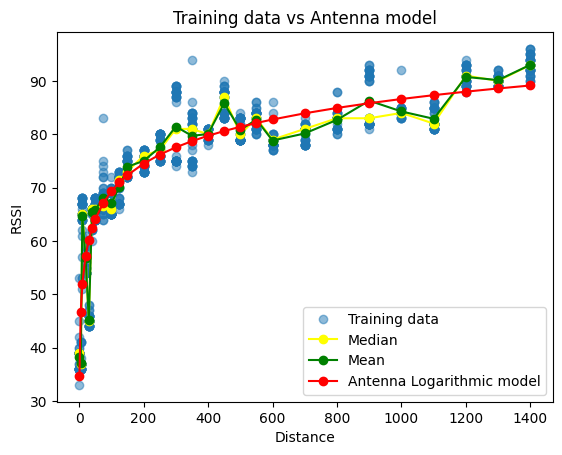 Training data vs Antenna model
RSSI
90
80
70
60
50
40
30
Training data
Median
Mean
Antenna Logarithmic model
0 200 400 600 800 1000 1200 1400
Distance